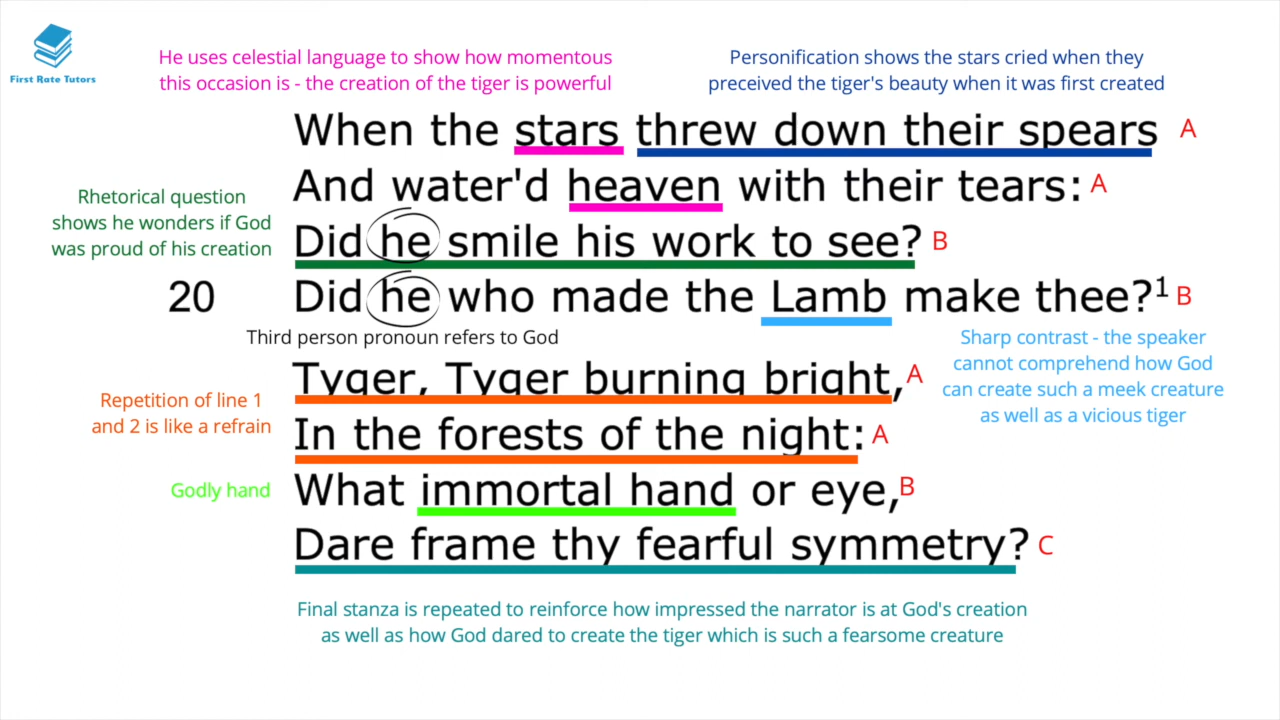 First Rate Tutors
He uses celestial language to show how momentous
this occasion is - the creation of the tiger is powerful
Personification shows the stars cried when they
preceived the tiger's beauty when it was first created
When the stars threw down their spears A
And water'd heaven with their tears: A
Rhetorical question
shows he wonders if God
was proud of his creation
Did he smile his work to see? B
20 Did he who made the Lamb make thee?¹ B
Third person pronoun refers to God
Sharp contrast - the speaker
cannot comprehend how God
can create such a meek creature
as well as a vicious tiger
Tyger, Tyger burning bright, A
Repetition of line 1
and 2 is like a refrain
In the forests of the night: A
Godly hand
What immortal hand or eye, B
Dare frame thy fearful symmetry? C
Final stanza is repeated to reinforce how impressed the narrator is at God's creation
as well as how God dared to create the tiger which is such a fearsome creature